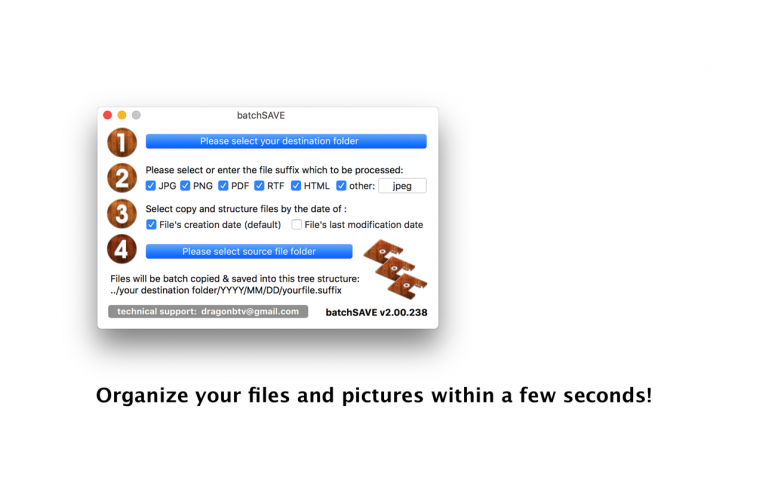 batchSAVE
1 Please select your destination folder
2 Please select or enter the file suffix which to be processed:
JPG PNG PDF RTF HTML other: jpeg
3 Select copy and structure files by the date of :
File's creation date (default) File's last modification date
4 Please select source file folder
Files will be batch copied & saved into this tree structure:
../your destination folder/YYYY/MM/DD/yourfile.suffix
technical support: dragonbtv@gmail.com batchSAVE v2.00.238
Organize your files and pictures within a few seconds!